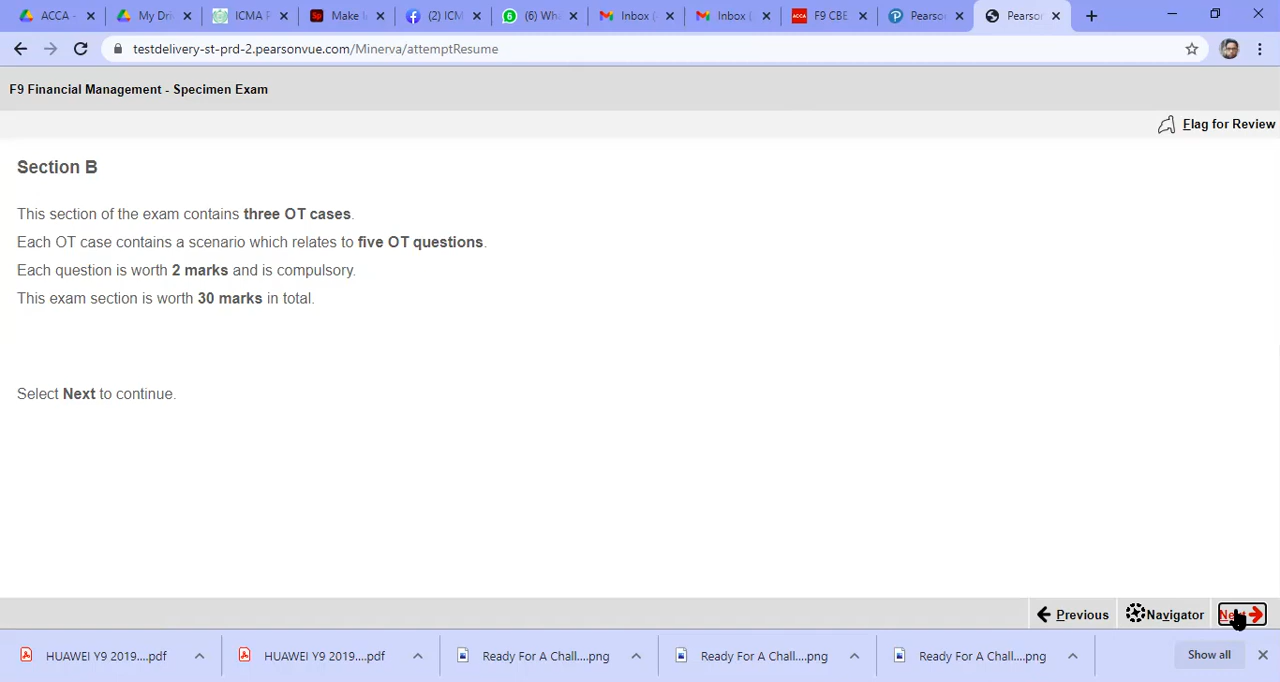 ACCA -
My Dri
ICMA P
Make
(2) ICM
(6) Wha
Inbox (
Inbox (
F9 CBE
Pearso
Pearsor
testdelivery-st-prd-2.pearsonvue.com/Minerva/attemptResume
F9 Financial Management - Specimen Exam
Flag for Review
Section B
This section of the exam contains three OT cases.
Each OT case contains a scenario which relates to five OT questions.
Each question is worth 2 marks and is compulsory.
This exam section is worth 30 marks in total.
Select Next to continue.
Previous Navigator Next
HUAWEI Y9 2019....pdf HUAWEI Y9 2019....pdf Ready For A Chall....png Ready For A Chall....png Ready For A Chall....png Show all